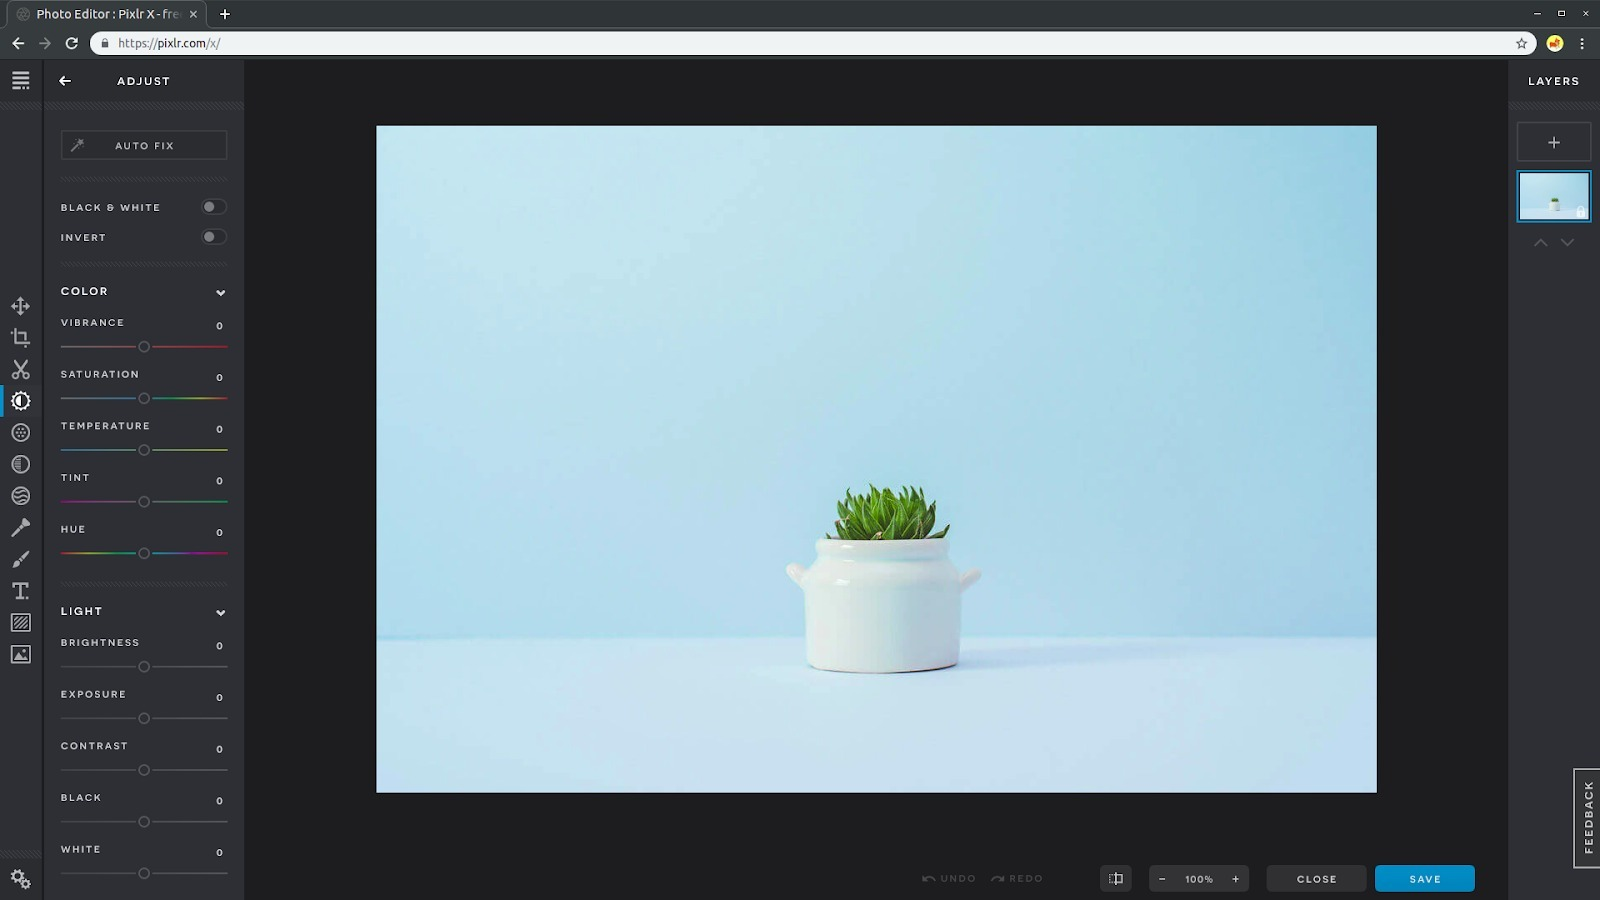 Photo Editor : Pixlr X - free
https://pixlr.com/x/
ADJUST
AUTO FIX
BLACK & WHITE
INVERT
COLOR
VIBRANCE 0
SATURATION 0
TEMPERATURE 0
TINT 0
HUE 0
LIGHT
BRIGHTNESS 0
EXPOSURE 0
CONTRAST 0
BLACK 0
WHITE 0
LAYERS
FEEDBACK
UNDO REDO
100%
CLOSE
SAVE